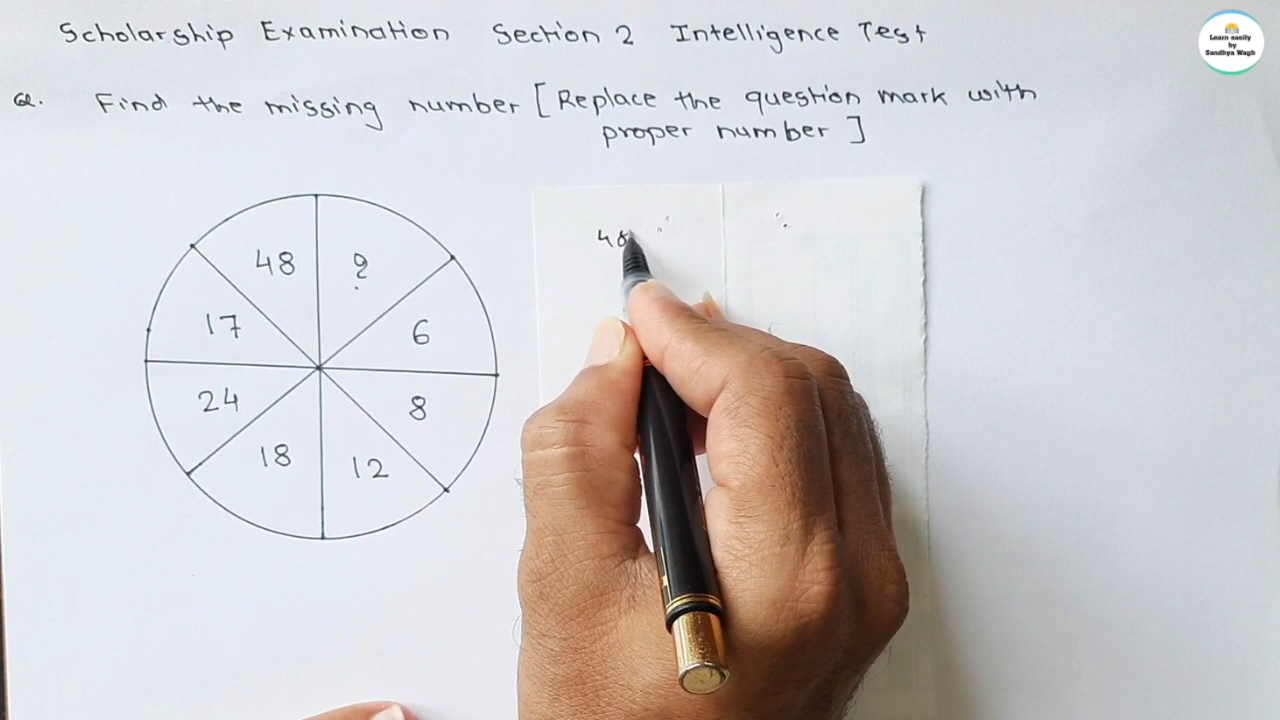 Scholarship Examination Section 2 Intelligence Test
Learn easily
by
Sandhya Wagh
Q. Find the missing number [Replace the question mark with
proper number]
48 ?
17 6
24 8
18 12
48